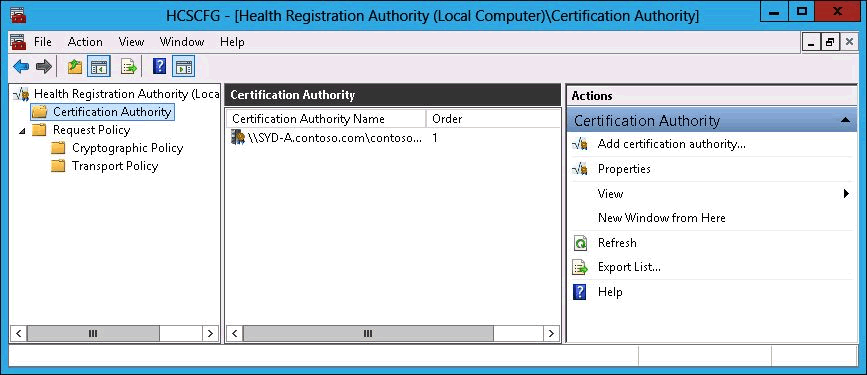 HCSCFG - [Health Registration Authority (Local Computer)\Certification Authority]
File Action View Window Help
Health Registration Authority (Loca
Certification Authority
Request Policy
Cryptographic Policy
Transport Policy
Certification Authority
Certification Authority Name Order
\\SYD-A.contoso.com\contoso... 1
Actions
Certification Authority
Add certification authority...
Properties
View
New Window from Here
Refresh
Export List...
Help